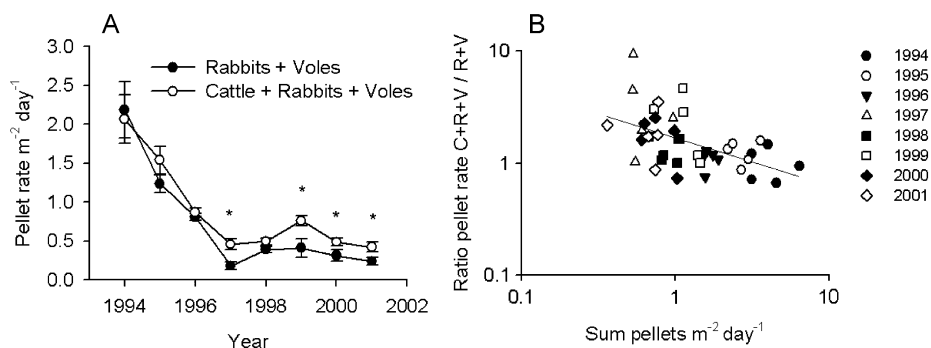 A
3.0
2.5
2.0
1.5
1.0
0.5
0.0
Pellet rate m-2 day-1
Rabbits + Voles
Cattle + Rabbits + Voles
*
*
*
*
1994 1996 1998 2000 2002
Year
B
10
1
0.1
Ratio pellet rate C+R+V / R+V
0.1 1 10
Sum pellets m-2 day-1
1994
1995
1996
1997
1998
1999
2000
2001